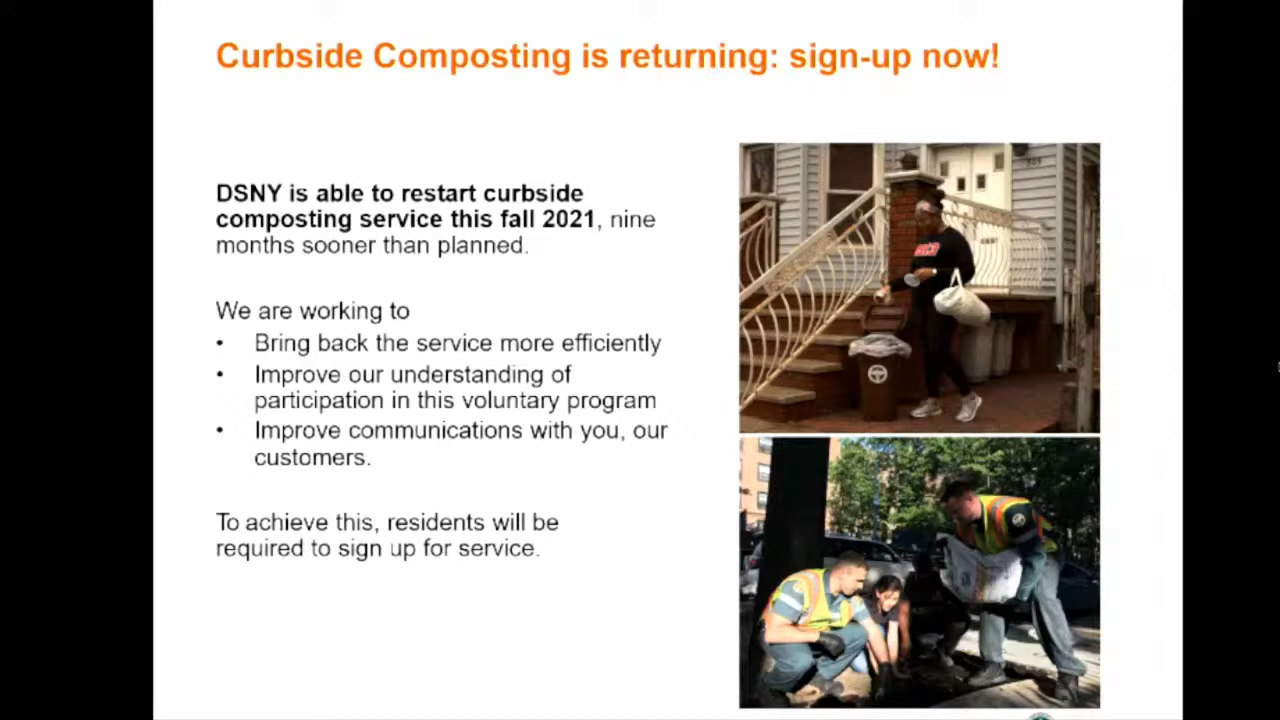 Curbside Composting is returning: sign-up now!
DSNY is able to restart curbside
composting service this fall 2021, nine
months sooner than planned.
We are working to
• Bring back the service more efficiently
• Improve our understanding of
participation in this voluntary program
• Improve communications with you, our
customers.
To achieve this, residents will be
required to sign up for service.